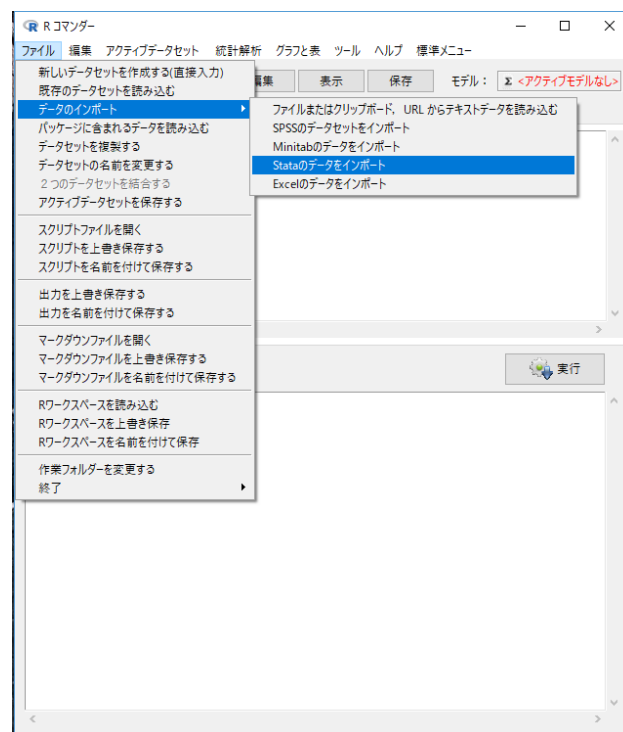 R コマンダー
ファイル 編集 アクティブデータセット 統計解析 グラフと表 ツール ヘルプ 標準メニュー
編集 表示 保存 モデル: Σ <アクティブモデルなし>
新しいデータセットを作成する(直接入力)
既存のデータセットを読み込む
データのインポート
パッケージに含まれるデータを読み込む
データセットを複製する
データセットの名前を変更する
2つのデータセットを結合する
アクティブデータセットを保存する
スクリプトファイルを開く
スクリプトを上書き保存する
スクリプトを名前を付けて保存する
出力を上書き保存する
出力を名前を付けて保存する
マークダウンファイルを開く
マークダウンファイルを上書き保存する
マークダウンファイルを名前を付けて保存する
Rワークスペースを読み込む
Rワークスペースを上書き保存
Rワークスペースを名前を付けて保存
作業フォルダーを変更する
終了
ファイルまたはクリップボード, URL からテキストデータを読み込む
SPSSのデータセットをインポート
Minitabのデータをインポート
Stataのデータをインポート
Excelのデータをインポート
実行